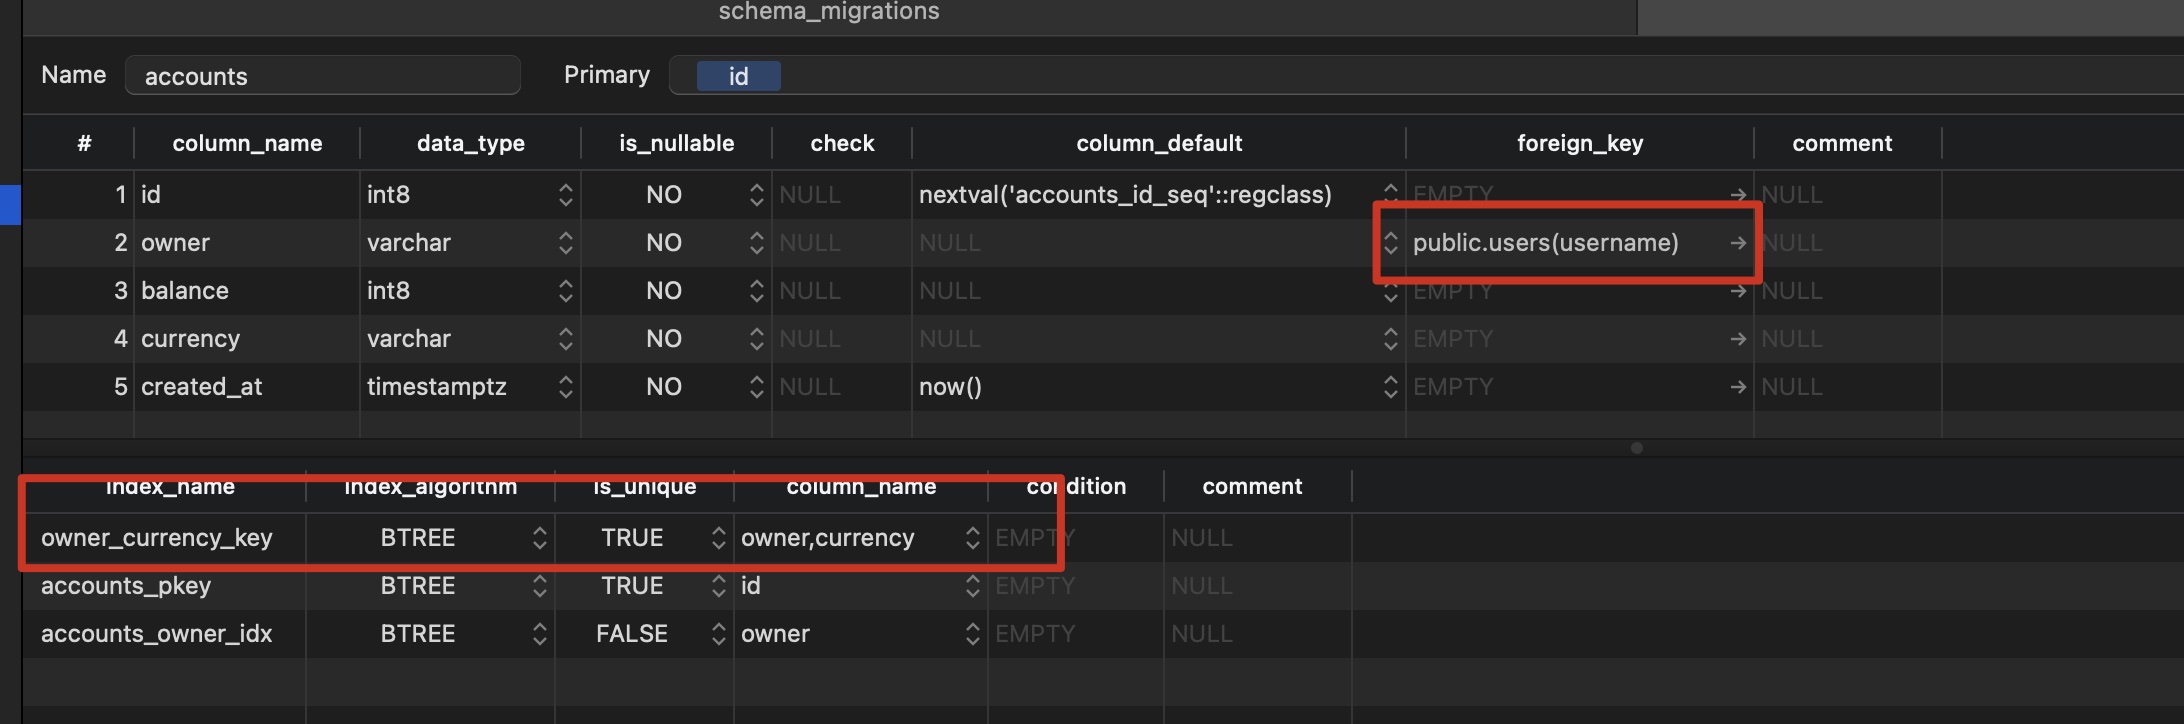 schema_migrations
Name accounts Primary id
# column_name data_type is_nullable check column_default foreign_key comment
1 id int8 NO NULL nextval('accounts_id_seq'::regclass) EMPTY NULL
2 owner varchar NO NULL NULL public.users(username) NULL
3 balance int8 NO NULL NULL EMPTY NULL
4 currency varchar NO NULL NULL EMPTY NULL
5 created_at timestamptz NO NULL now() EMPTY NULL
index_name index_algorithm is_unique column_name condition comment
owner_currency_key BTREE TRUE owner,currency EMPTY NULL
accounts_pkey BTREE TRUE id EMPTY NULL
accounts_owner_idx BTREE FALSE owner EMPTY NULL